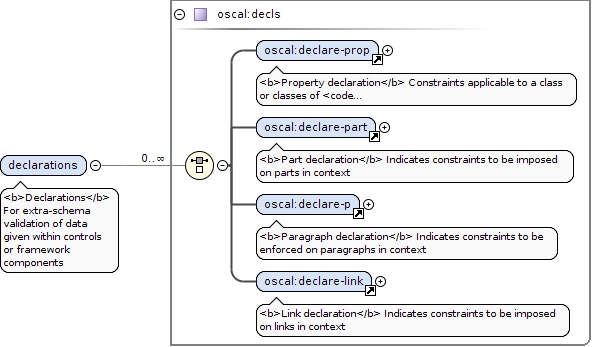 oscal:decls
oscal:declare-prop
<b>Property declaration</b> Constraints applicable to a class
or classes of <code...
oscal:declare-part
<b>Part declaration</b> Indicates constraints to be imposed
on parts in context
declarations
0..∞
<b>Declarations</b>
For extra-schema
validation of data
given within controls
or framework
components
oscal:declare-p
<b>Paragraph declaration</b> Indicates constraints to be
enforced on paragraphs in context
oscal:declare-link
<b>Link declaration</b> Indicates constraints to be imposed
on links in context